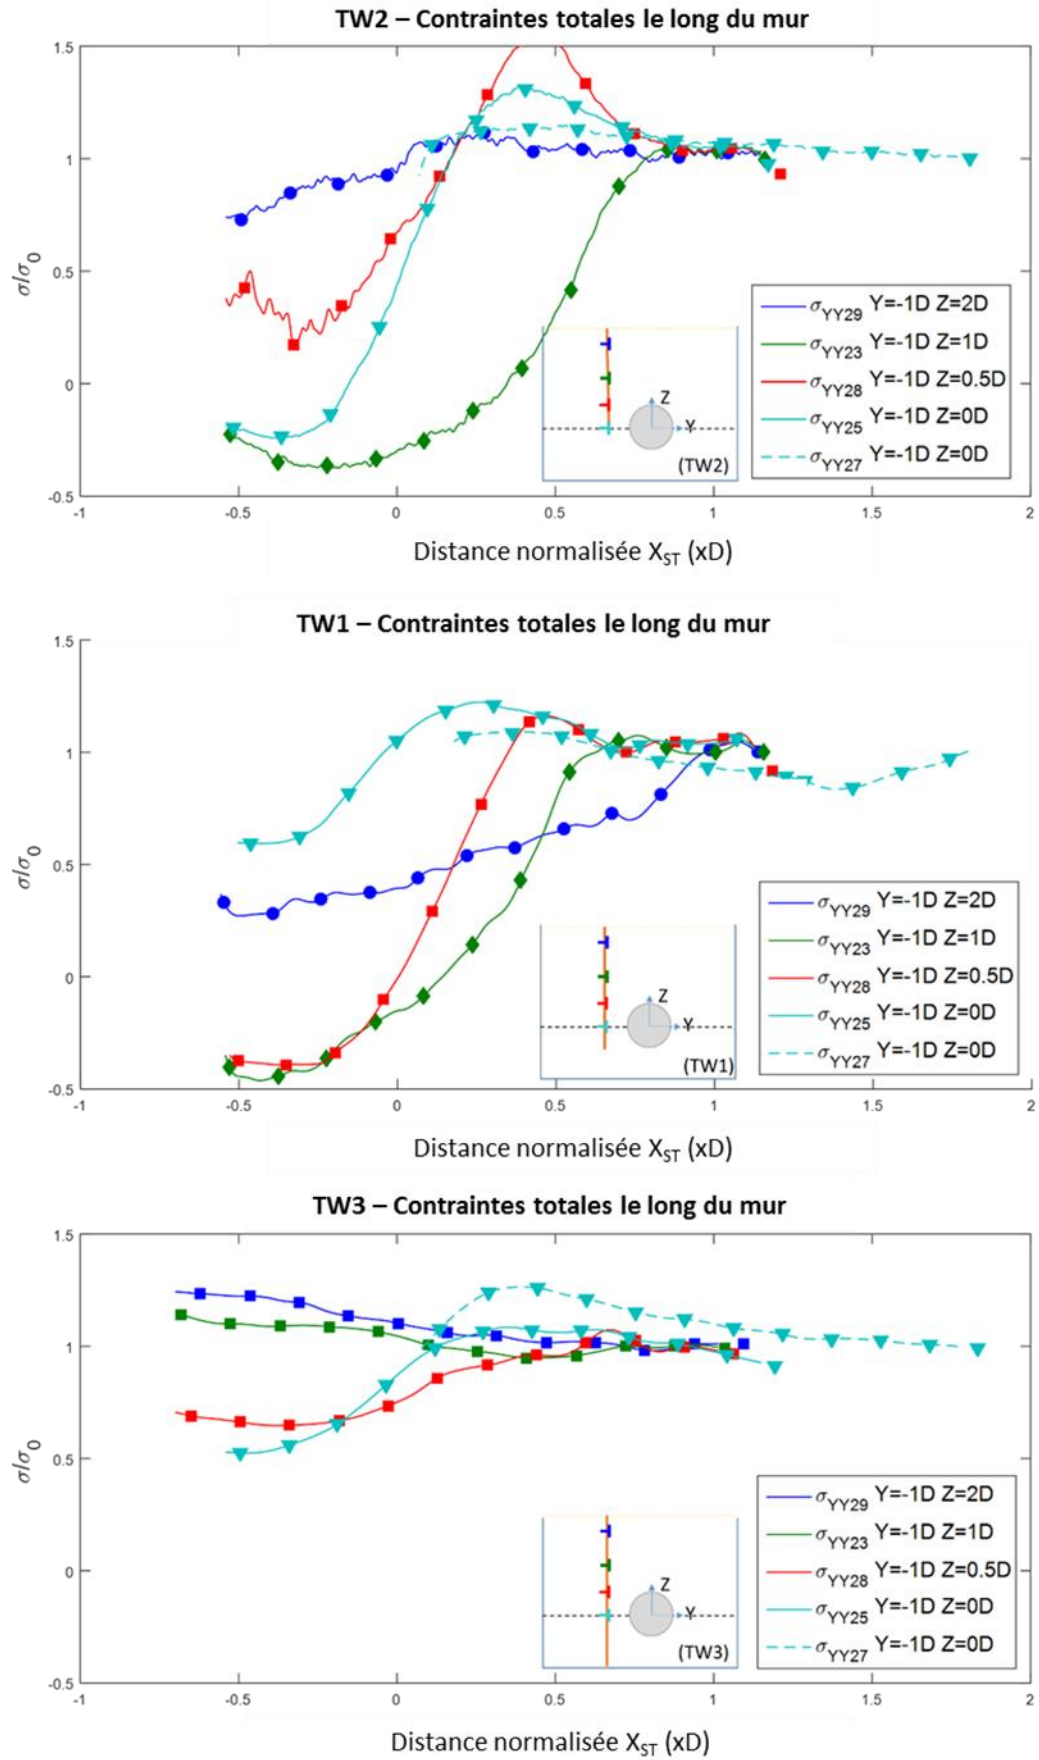 TW2 – Contraintes totales le long du mur
1.5
1
0.5
0
-0.5
σ/σ0
σYY29 Y=-1D Z=2D
σYY23 Y=-1D Z=1D
σYY28 Y=-1D Z=0.5D
σYY25 Y=-1D Z=0D
σYY27 Y=-1D Z=0D
Z
Y
(TW2)
-1 -0.5 0 0.5 1 1.5 2
Distance normalisée XST (xD)
TW1 – Contraintes totales le long du mur
1.5
1
0.5
0
-0.5
σ/σ0
σYY29 Y=-1D Z=2D
σYY23 Y=-1D Z=1D
σYY28 Y=-1D Z=0.5D
σYY25 Y=-1D Z=0D
σYY27 Y=-1D Z=0D
Z
Y
(TW1)
-1 -0.5 0 0.5 1 1.5 2
Distance normalisée XST (xD)
TW3 – Contraintes totales le long du mur
1.5
1
0.5
0
-0.5
σ/σ0
σYY29 Y=-1D Z=2D
σYY23 Y=-1D Z=1D
σYY28 Y=-1D Z=0.5D
σYY25 Y=-1D Z=0D
σYY27 Y=-1D Z=0D
Z
Y
(TW3)
-1 -0.5 0 0.5 1 1.5 2
Distance normalisée XST (xD)